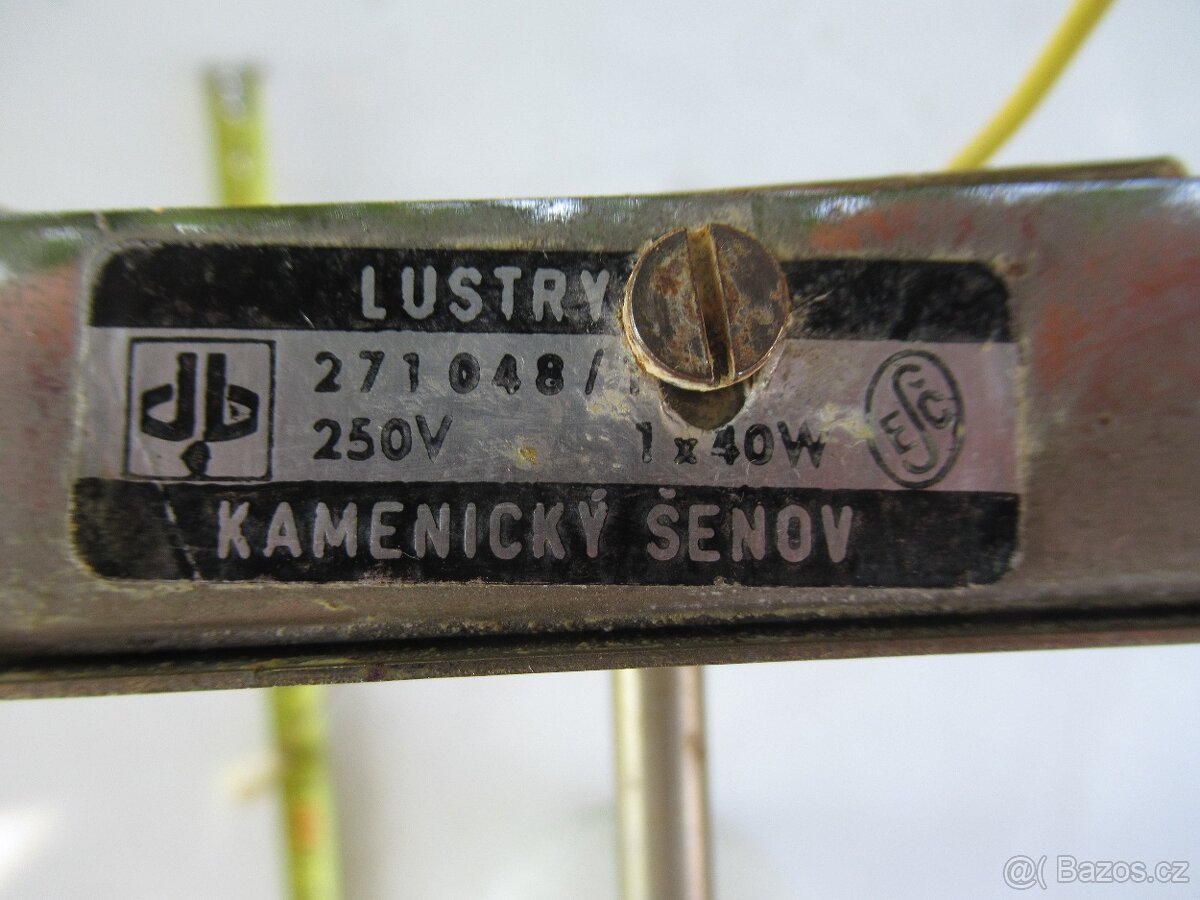 LUSTRY
271048/
250V 1x40W
KAMENICKÝ ŠENOV
@( Bazos.cz